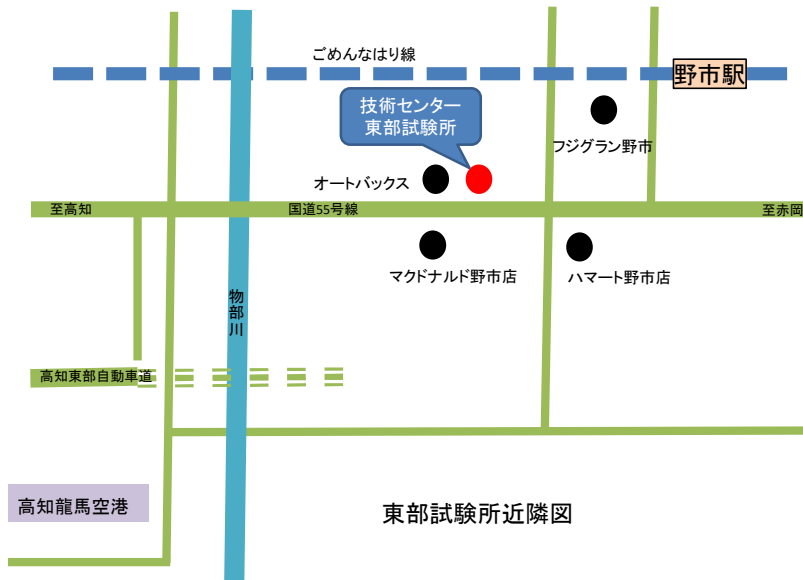 ごめんなはり線
野市駅
技術センター
東部試験所
フジグラン野市
オートバックス
至高知
国道55号線
至赤岡
マクドナルド野市店
ハマート野市店
物部川
高知東部自動車道
高知龍馬空港
東部試験所近隣図